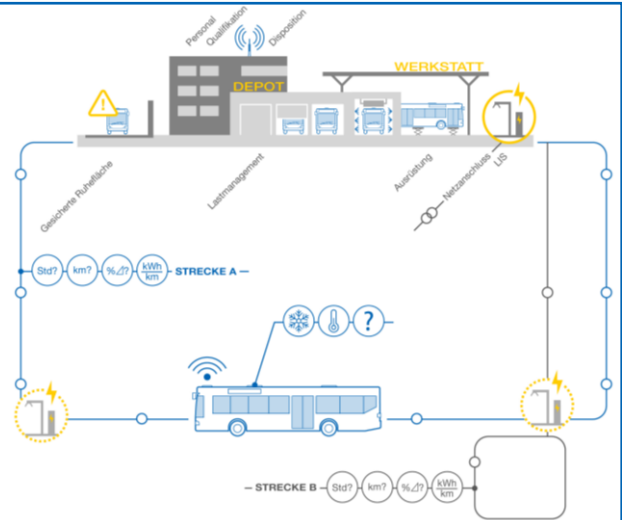 Personal
Qualifikation
Disposition
WERKSTATT
DEPOT
Gesicherte Ruhefläche
Lastmanagement
Ausrüstung
Netzanschluss
LIS
Std?
km?
%⊿?
kWh
km
STRECKE A
?
STRECKE B
Std?
km?
%⊿?
kWh
km